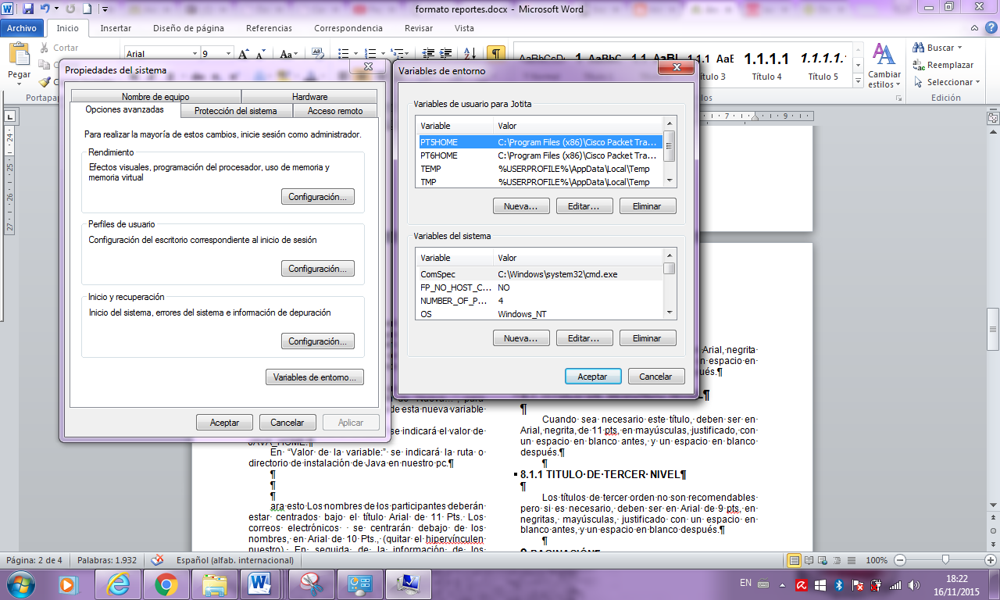 formato reportes.docx - Microsoft Word
Archivo Inicio Insertar Diseño de página Referencias Correspondencia Revisar Vista
Pegar
Cortar
Portapap
Arial 9
AaBbCcDc 1 AaBbC 1.1 AaBl 1.1.1 AaE 1.1.1.1 1.1.1.1.
ítulo 3 Título 4 Título 5
Cambiar estilos
Buscar
Reemplazar
Seleccionar
Edición
Propiedades del sistema
Nombre de equipo Hardware
Opciones avanzadas Protección del sistema Acceso remoto
Para realizar la mayoría de estos cambios, inicie sesión como administrador.
Rendimiento
Efectos visuales, programación del procesador, uso de memoria y
memoria virtual
Configuración...
Perfiles de usuario
Configuración del escritorio correspondiente al inicio de sesión
Configuración...
Inicio y recuperación
Inicio del sistema, errores del sistema e información de depuración
Configuración...
Variables de entorno...
Aceptar Cancelar Aplicar
Variables de entorno
Variables de usuario para Jotita
Variable Valor
PT5HOME C:\Program Files (x86)\Cisco Packet Tra...
PT6HOME C:\Program Files (x86)\Cisco Packet Tra...
TEMP %USERPROFILE%\AppData\Local\Temp
TMP %USERPROFILE%\AppData\Local\Temp
Nueva... Editar... Eliminar
Variables del sistema
Variable Valor
ComSpec C:\Windows\system32\cmd.exe
FP_NO_HOST_C... NO
NUMBER_OF_P... 4
OS Windows_NT
Nueva... Editar... Eliminar
Aceptar Cancelar
7 8 9
24 25 26 27
de esta nueva variable
se indicará el valor de
JAVA_HOME.¶
En “Valor de la variable:” se indicará la ruta o
directorio de instalación de Java en nuestro pc.¶
¶
¶
¶
ara esto Los nombres de los participantes deberán
estar centrados bajo el título Arial de 11 Pts. Los
correos electrónicos se centrarán debajo de los
nombres, en Arial de 10 Pts., (quitar el hipervínculen
nuestro) En seguida de la información de los
Arial, negrita
un espacio en
después.¶
¶
Cuando sea necesario este título, deben ser en
Arial, negrita, de 11 pts, en mayúsculas, justificado, con
un espacio en blanco antes, y un espacio en blanco
después.¶
¶
8.1.1 TITULO DE TERCER NIVEL¶
¶
Los títulos de tercer orden no son recomendables
pero si es necesario, deben ser en Arial de 9 pts, en
negritas, mayúsculas, justificado con un espacio en
blanco antes, y un espacio en blanco después.¶
¶
9 PAGINACIÓN¶
Página: 2 de 4 Palabras: 1.932 Español (alfab. internacional) 100%
EN 18:22
16/11/2015